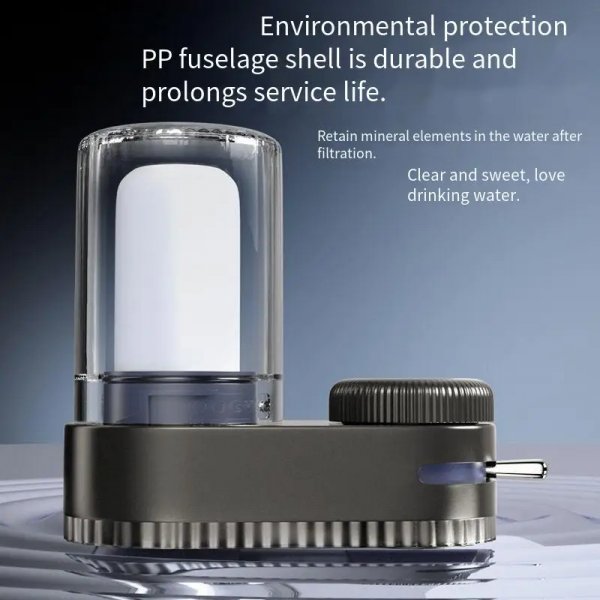 Environmental protection
PP fuselage shell is durable and
prolongs service life.
Retain mineral elements in the water after
filtration.
Clear and sweet, love
drinking water.